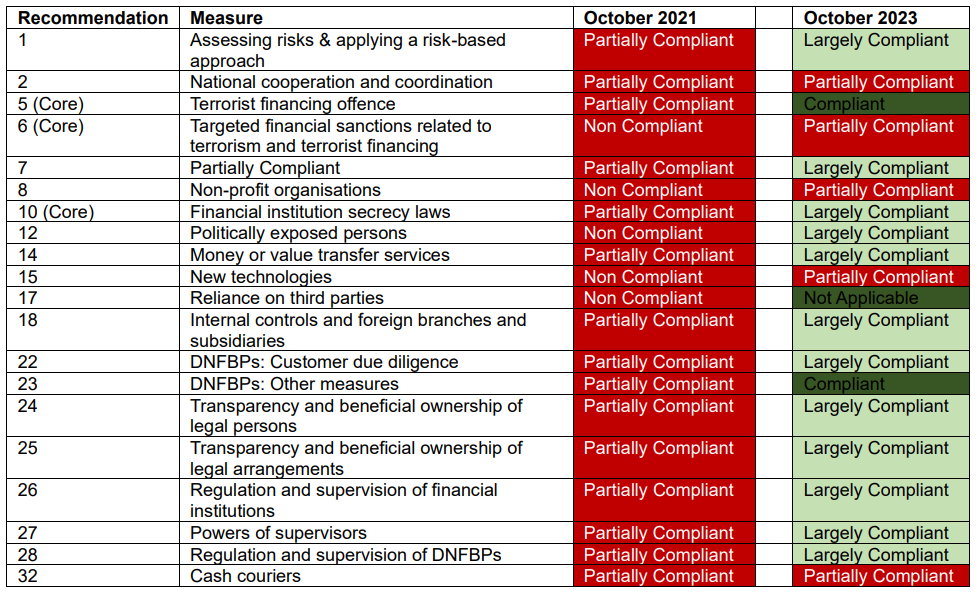 Recommendation Measure October 2021 October 2023
1 Assessing risks & applying a risk-based Partially Compliant Largely Compliant
approach
2 National cooperation and coordination Partially Compliant Partially Compliant
5 (Core) Terrorist financing offence Partially Compliant Compliant
6 (Core) Targeted financial sanctions related to Non Compliant Partially Compliant
terrorism and terrorist financing
7 Partially Compliant Partially Compliant Largely Compliant
8 Non-profit organisations Non Compliant Partially Compliant
10 (Core) Financial institution secrecy laws Partially Compliant Largely Compliant
12 Politically exposed persons Non Compliant Largely Compliant
14 Money or value transfer services Partially Compliant Largely Compliant
15 New technologies Non Compliant Partially Compliant
17 Reliance on third parties Non Compliant Not Applicable
18 Internal controls and foreign branches and Partially Compliant Largely Compliant
subsidiaries
22 DNFBPs: Customer due diligence Partially Compliant Largely Compliant
23 DNFBPs: Other measures Partially Compliant Compliant
24 Transparency and beneficial ownership of Partially Compliant Largely Compliant
legal persons
25 Transparency and beneficial ownership of Partially Compliant Largely Compliant
legal arrangements
26 Regulation and supervision of financial Partially Compliant Largely Compliant
institutions
27 Powers of supervisors Partially Compliant Largely Compliant
28 Regulation and supervision of DNFBPs Partially Compliant Largely Compliant
32 Cash couriers Partially Compliant Partially Compliant